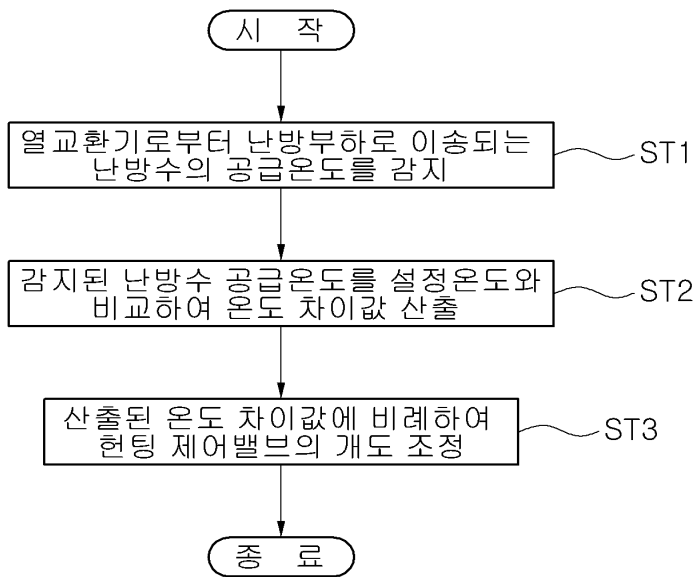 시 작
열교환기로부터 난방부하로 이송되는
난방수의 공급온도를 감지
ST1
감지된 난방수 공급온도를 설정온도와
비교하여 온도 차이값 산출
ST2
산출된 온도 차이값에 비례하여
헌팅 제어밸브의 개도 조정
ST3
종 료